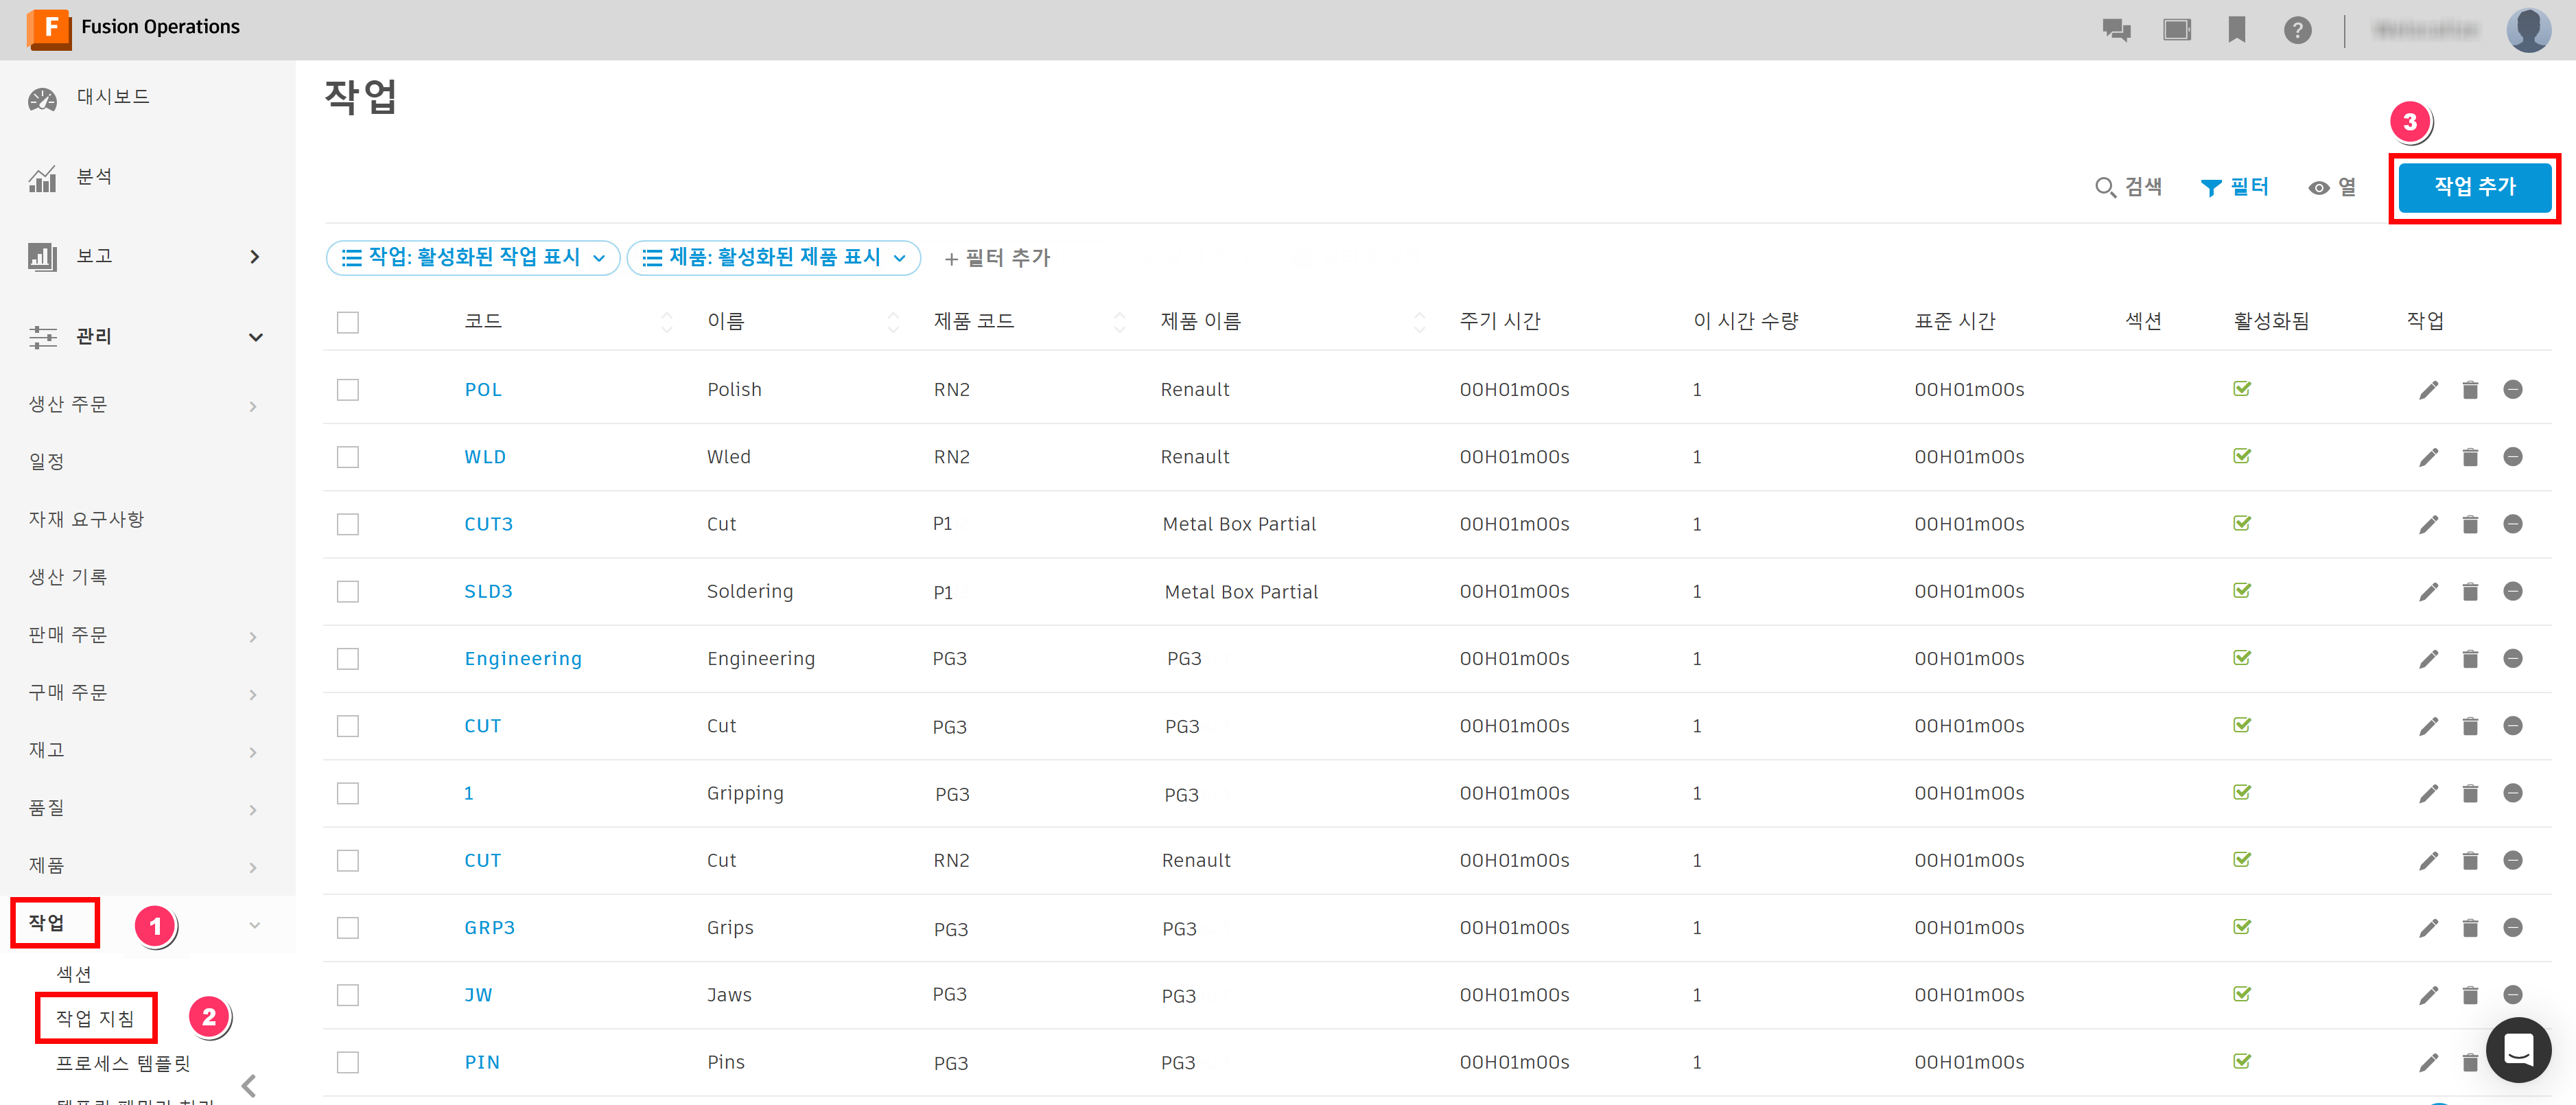 F Fusion Operations
대시보드
분석
보고
관리
생산 주문
일정
자재 요구사항
생산 기록
판매 주문
구매 주문
재고
품질
제품
작업 1
섹션
작업 지침 2
프로세스 템플릿
작업
3
검색 필터 열 작업 추가
작업: 활성화된 작업 표시 제품: 활성화된 제품 표시 + 필터 추가
코드 이름 제품 코드 제품 이름 주기 시간 이 시간 수량 표준 시간 섹션 활성화됨 작업
POL Polish RN2 Renault 00H01m00s 1 00H01m00s
WLD Wled RN2 Renault 00H01m00s 1 00H01m00s
CUT3 Cut P1 Metal Box Partial 00H01m00s 1 00H01m00s
SLD3 Soldering P1 Metal Box Partial 00H01m00s 1 00H01m00s
Engineering Engineering PG3 PG3 00H01m00s 1 00H01m00s
CUT Cut PG3 PG3 00H01m00s 1 00H01m00s
1 Gripping PG3 PG3 00H01m00s 1 00H01m00s
CUT Cut RN2 Renault 00H01m00s 1 00H01m00s
GRP3 Grips PG3 PG3 00H01m00s 1 00H01m00s
JW Jaws PG3 PG3 00H01m00s 1 00H01m00s
PIN Pins PG3 PG3 00H01m00s 1 00H01m00s